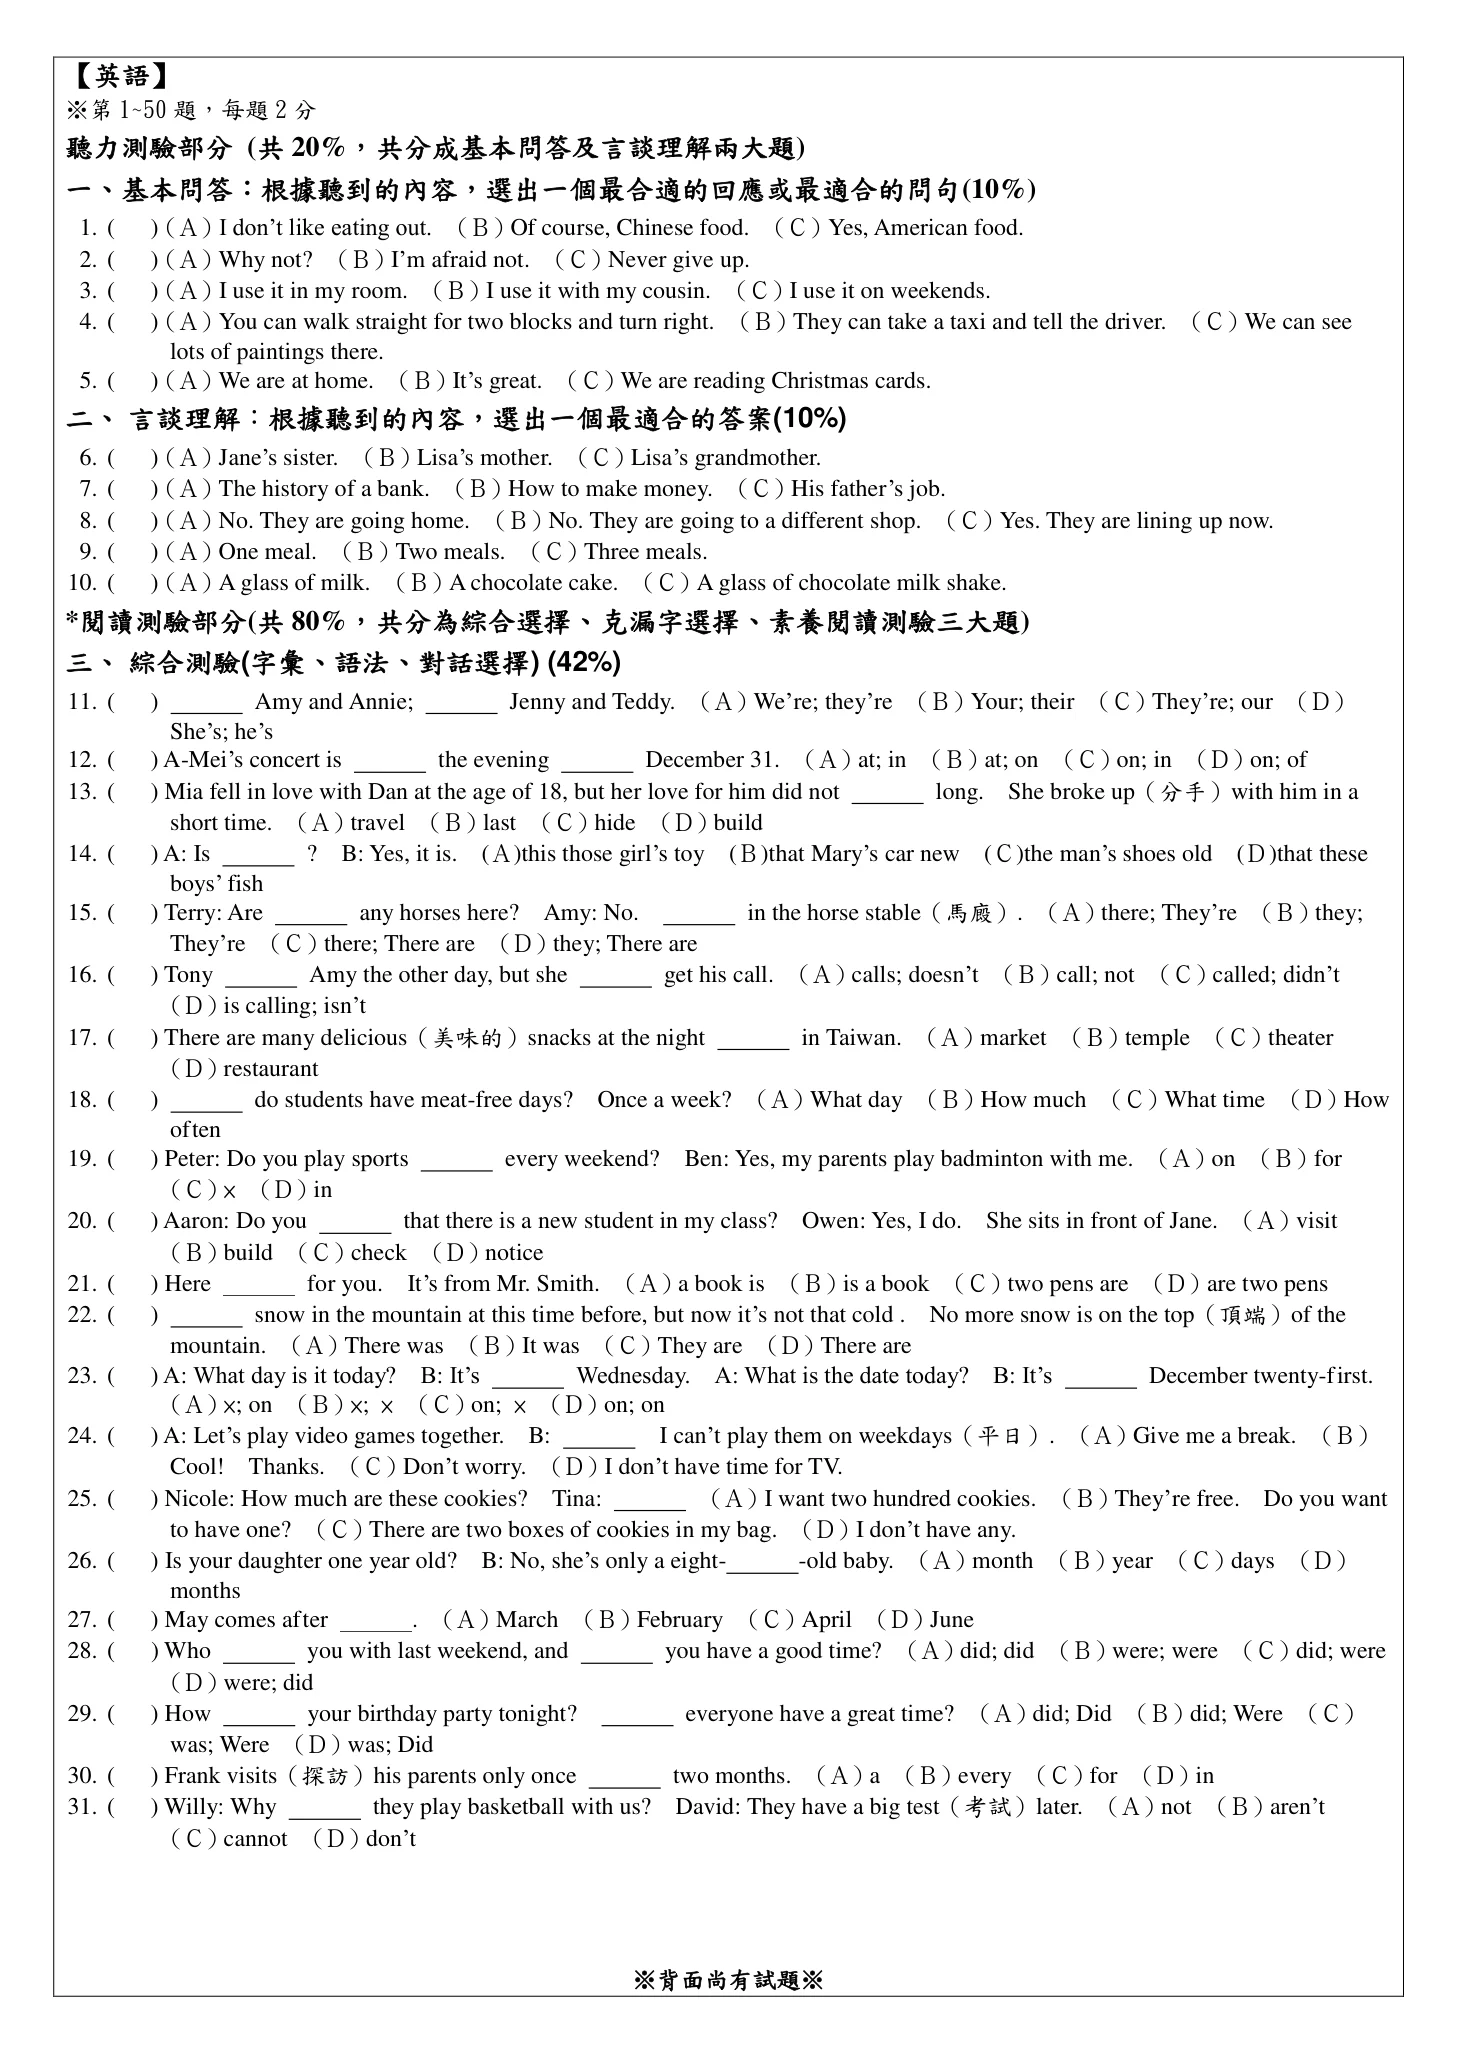 【英語】
※第 1~50 題，每題 2 分
聽力測驗部分 (共 20%，共分成基本問答及言談理解兩大題)
一、基本問答：根據聽到的內容，選出一個最合適的回應或最適合的問句(10%)
1. (　) (A) I don't like eating out. (B) Of course, Chinese food. (C) Yes, American food.
2. (　) (A) Why not? (B) I'm afraid not. (C) Never give up.
3. (　) (A) I use it in my room. (B) I use it with my cousin. (C) I use it on weekends.
4. (　) (A) You can walk straight for two blocks and turn right. (B) They can take a taxi and tell the driver. (C) We can see
lots of paintings there.
5. (　) (A) We are at home. (B) It's great. (C) We are reading Christmas cards.
二、 言談理解：根據聽到的內容，選出一個最適合的答案(10%)
6. (　) (A) Jane's sister. (B) Lisa's mother. (C) Lisa's grandmother.
7. (　) (A) The history of a bank. (B) How to make money. (C) His father's job.
8. (　) (A) No. They are going home. (B) No. They are going to a different shop. (C) Yes. They are lining up now.
9. (　) (A) One meal. (B) Two meals. (C) Three meals.
10. (　) (A) A glass of milk. (B) A chocolate cake. (C) A glass of chocolate milk shake.
*閱讀測驗部分(共 80%，共分為綜合選擇、克漏字選擇、素養閱讀測驗三大題)
三、 綜合測驗(字彙、語法、對話選擇) (42%)
11. (　) ______ Amy and Annie; ______ Jenny and Teddy. (A) We're; they're (B) Your; their (C) They're; our (D)
She's; he's
12. (　) A-Mei's concert is ______ the evening ______ December 31. (A) at; in (B) at; on (C) on; in (D) on; of
13. (　) Mia fell in love with Dan at the age of 18, but her love for him did not ______ long. She broke up（分手）with him in a
short time. (A) travel (B) last (C) hide (D) build
14. (　) A: Is ______ ? B: Yes, it is. (A)this those girl's toy (B)that Mary's car new (C)the man's shoes old (D)that these
boys' fish
15. (　) Terry: Are ______ any horses here? Amy: No. ______ in the horse stable（馬廄）. (A) there; They're (B) they;
They're (C) there; There are (D) they; There are
16. (　) Tony ______ Amy the other day, but she ______ get his call. (A) calls; doesn't (B) call; not (C) called; didn't
(D) is calling; isn't
17. (　) There are many delicious（美味的）snacks at the night ______ in Taiwan. (A) market (B) temple (C) theater
(D) restaurant
18. (　) ______ do students have meat-free days? Once a week? (A) What day (B) How much (C) What time (D) How
often
19. (　) Peter: Do you play sports ______ every weekend? Ben: Yes, my parents play badminton with me. (A) on (B) for
(C) × (D) in
20. (　) Aaron: Do you ______ that there is a new student in my class? Owen: Yes, I do. She sits in front of Jane. (A) visit
(B) build (C) check (D) notice
21. (　) Here ______ for you. It's from Mr. Smith. (A) a book is (B) is a book (C) two pens are (D) are two pens
22. (　) ______ snow in the mountain at this time before, but now it's not that cold . No more snow is on the top（頂端）of the
mountain. (A) There was (B) It was (C) They are (D) There are
23. (　) A: What day is it today? B: It's ______ Wednesday. A: What is the date today? B: It's ______ December twenty-first.
(A) ×; on (B) ×; × (C) on; × (D) on; on
24. (　) A: Let's play video games together. B: ______ I can't play them on weekdays（平日）. (A) Give me a break. (B)
Cool! Thanks. (C) Don't worry. (D) I don't have time for TV.
25. (　) Nicole: How much are these cookies? Tina: ______ (A) I want two hundred cookies. (B) They're free. Do you want
to have one? (C) There are two boxes of cookies in my bag. (D) I don't have any.
26. (　) Is your daughter one year old? B: No, she's only a eight-______-old baby. (A) month (B) year (C) days (D)
months
27. (　) May comes after ______. (A) March (B) February (C) April (D) June
28. (　) Who ______ you with last weekend, and ______ you have a good time? (A) did; did (B) were; were (C) did; were
(D) were; did
29. (　) How ______ your birthday party tonight? ______ everyone have a great time? (A) did; Did (B) did; Were (C)
was; Were (D) was; Did
30. (　) Frank visits（探訪）his parents only once ______ two months. (A) a (B) every (C) for (D) in
31. (　) Willy: Why ______ they play basketball with us? David: They have a big test（考試）later. (A) not (B) aren't
(C) cannot (D) don't
※背面尚有試題※